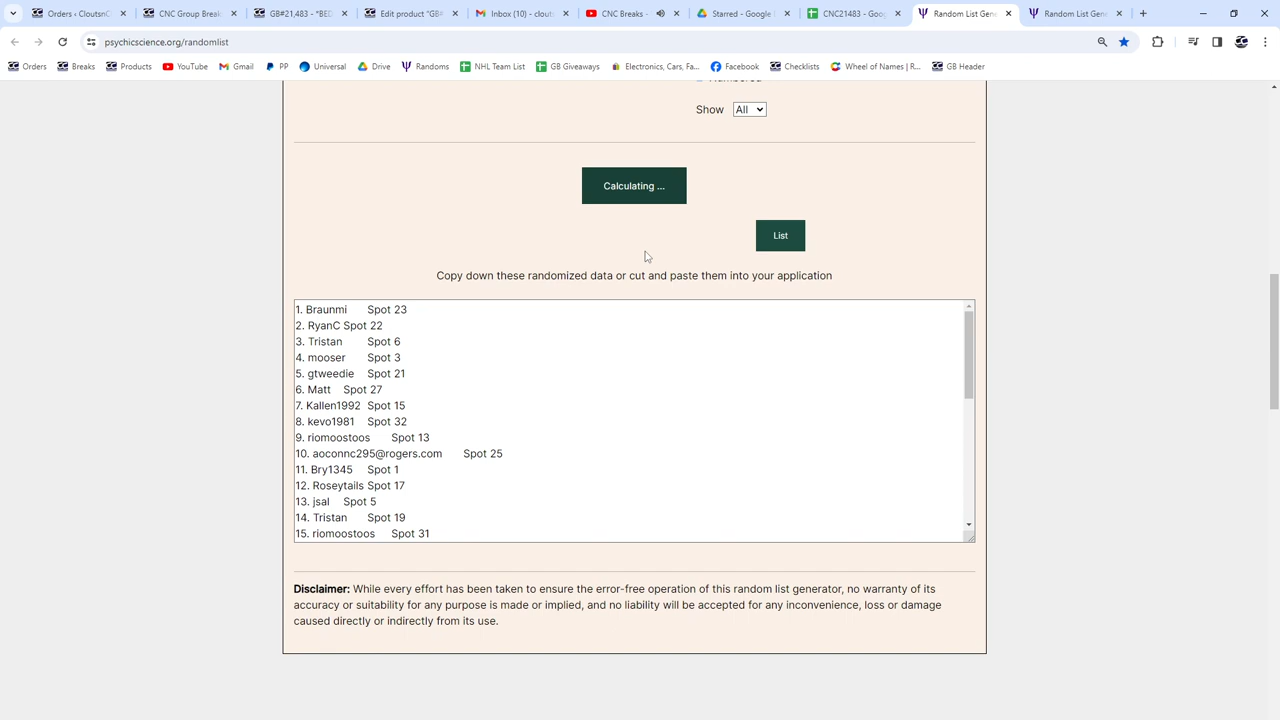 Orders ‹ CloutsnC
CNC Group Break
GB#21,483 – "BED
Edit product "GB
Inbox (10) - clout
CNC Breaks -
Starred - Google
CNC21483 - Goog
Random List Gene
Random List Gene
psychicscience.org/randomlist
Orders
Breaks
Products
YouTube
Gmail
PP
Universal
Drive
Randoms
NHL Team List
GB Giveaways
Electronics, Cars, Fa...
Facebook
Checklists
Wheel of Names | R...
GB Header
Numbered
Show All
Calculating ...
List
Copy down these randomized data or cut and paste them into your application
1. Braunmi Spot 23
2. RyanC Spot 22
3. Tristan Spot 6
4. mooser Spot 3
5. gtweedie Spot 21
6. Matt Spot 27
7. Kallen1992 Spot 15
8. kevo1981 Spot 32
9. riomoostoos Spot 13
10. aoconnc295@rogers.com Spot 25
11. Bry1345 Spot 1
12. Roseytails Spot 17
13. jsal Spot 5
14. Tristan Spot 19
15. riomoostoos Spot 31
Disclaimer: While every effort has been taken to ensure the error-free operation of this random list generator, no warranty of its
accuracy or suitability for any purpose is made or implied, and no liability will be accepted for any inconvenience, loss or damage
caused directly or indirectly from its use.